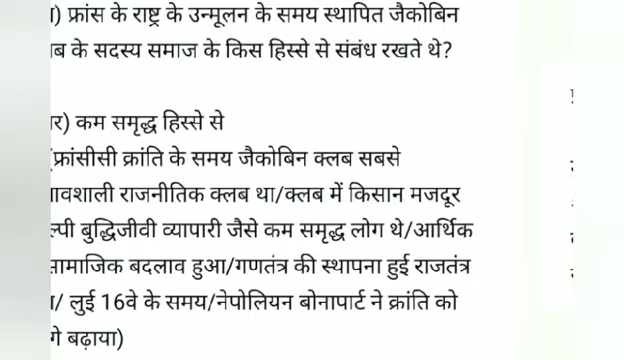 ) फ्रांस के राष्ट्र के उन्मूलन के समय स्थापित जैकोबिन
ब के सदस्य समाज के किस हिस्से से संबंध रखते थे?
र) कम समृद्ध हिस्से से
(फ्रांसीसी क्रांति के समय जैकोबिन क्लब सबसे
ावशाली राजनीतिक क्लब था/क्लब में किसान मजदूर
ल्पी बुद्धिजीवी व्यापारी जैसे कम समृद्ध लोग थे/आर्थिक
ामाजिक बदलाव हुआ/गणतंत्र की स्थापना हुई राजतंत्र
/ लुई 16वे के समय/नेपोलियन बोनापार्ट ने क्रांति को
गे बढ़ाया)